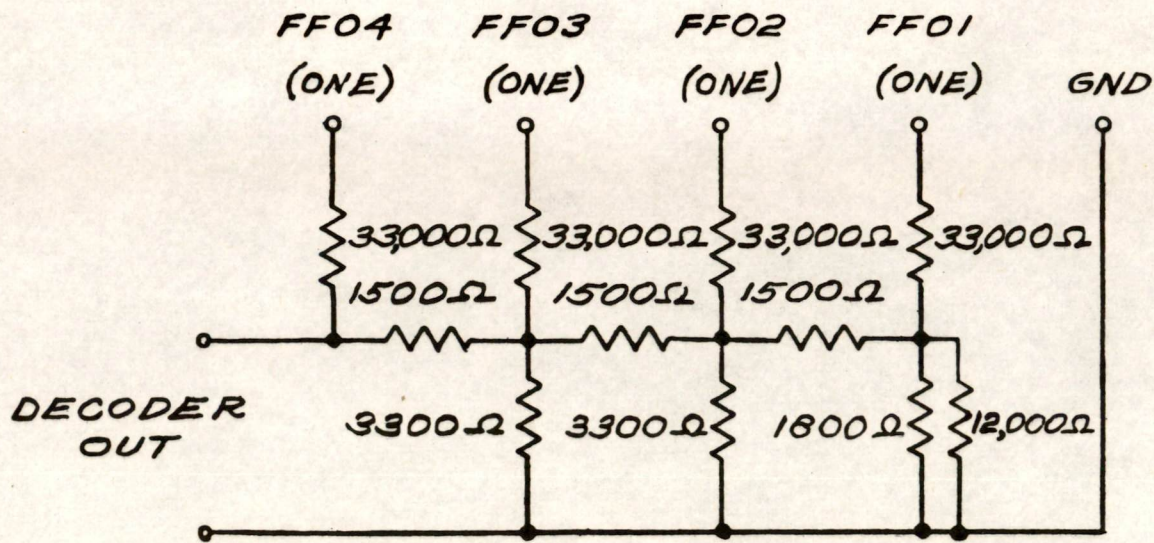 FF04 FF03 FF02 FF01
(ONE) (ONE) (ONE) (ONE) GND
33,000Ω 33,000Ω 33,000Ω 33,000Ω
1500Ω 1500Ω 1500Ω
DECODER
OUT
3300Ω 3300Ω 1800Ω 12,000Ω